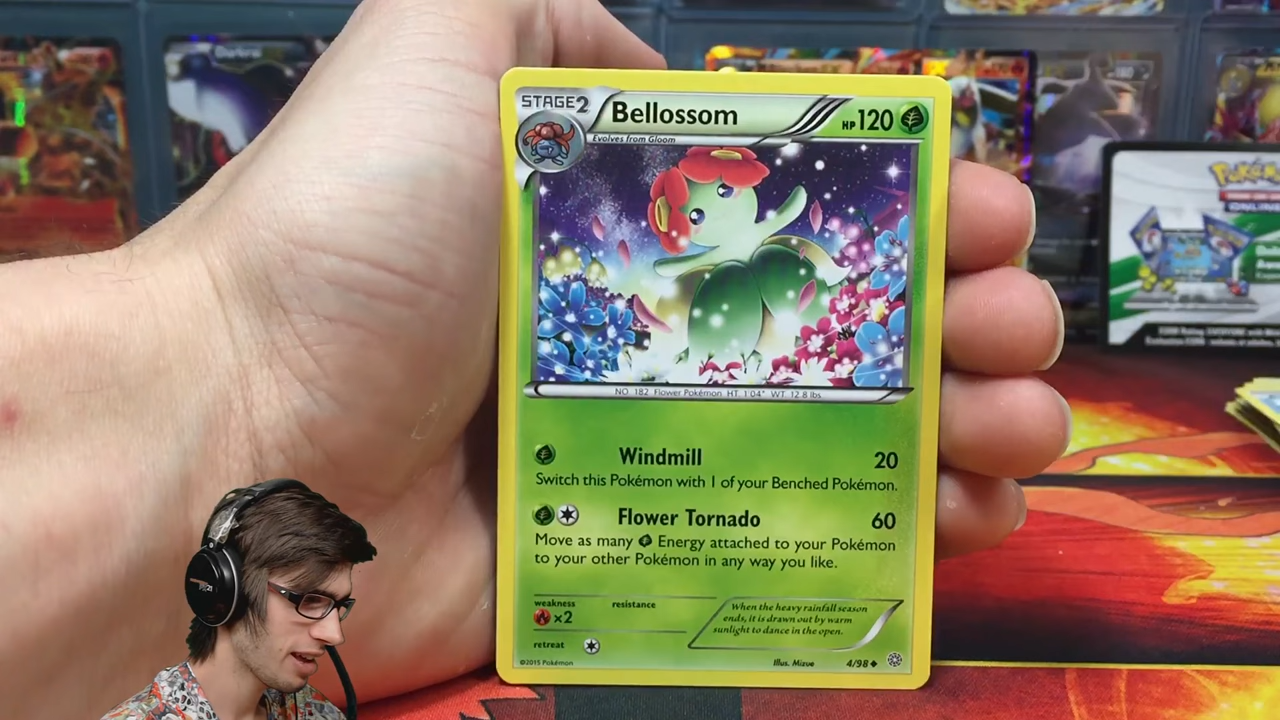 STAGE2 Bellossom HP120
Evolves from Gloom
NO. 182 Flower Pokémon HT. 1'04" WT. 12.8 lbs.
Windmill 20
Switch this Pokémon with 1 of your Benched Pokémon.
Flower Tornado 60
Move as many Energy attached to your Pokémon
to your other Pokémon in any way you like.
weakness resistance
×2
When the heavy rainfall season
ends, it is drawn out by warm
sunlight to dance in the open.
retreat
©2015 Pokémon Illus. Mizue 4/98
Pokémon